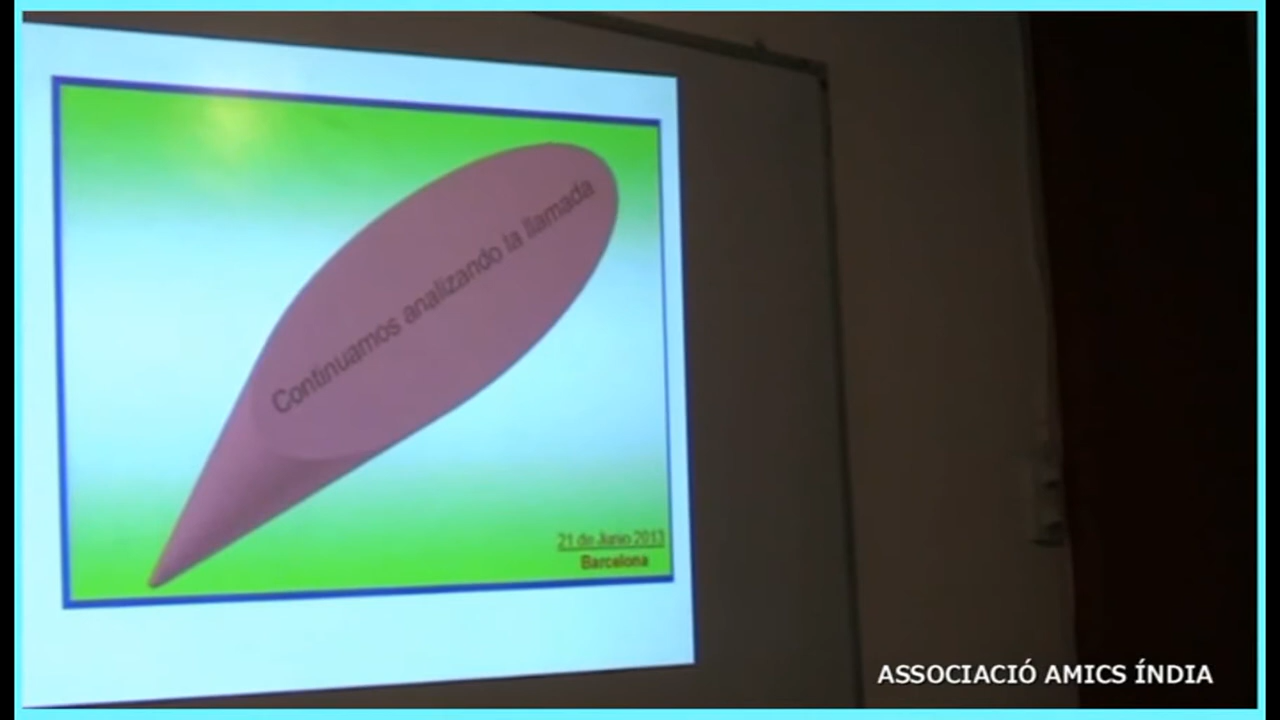 Continuamos analizando la llamada
21 de Junio 2013
Barcelona
ASSOCIACIÓ AMICS ÍNDIA